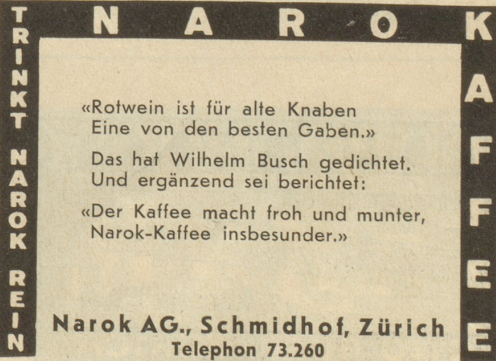 NAROK
KAFFEE
TRINKT NAROK REIN
«Rotwein ist für alte Knaben
Eine von den besten Gaben.»
Das hat Wilhelm Busch gedichtet.
Und ergänzend sei berichtet:
«Der Kaffee macht froh und munter,
Narok-Kaffee insbesunder.»
Narok AG., Schmidhof, Zürich
Telephon 73.260